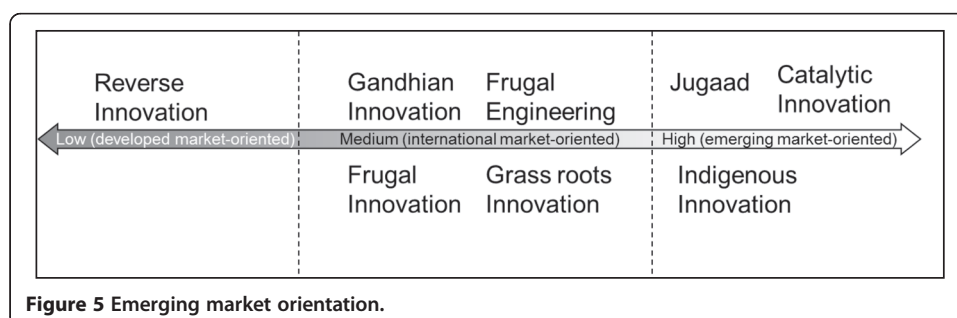 Reverse
Innovation
Gandhian
Innovation
Frugal
Engineering
Jugaad
Catalytic
Innovation
Low (developed market-oriented)
Medium (international market-oriented)
High (emerging market-oriented)
Frugal
Innovation
Grass roots
Innovation
Indigenous
Innovation
Figure 5 Emerging market orientation.